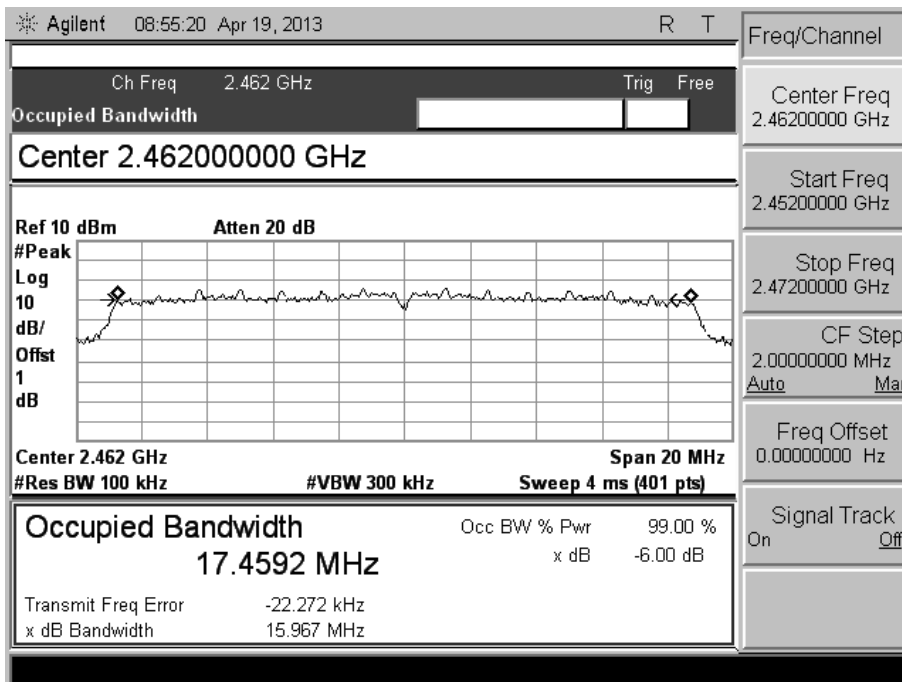 Agilent 08:55:20 Apr 19, 2013 R T
Ch Freq 2.462 GHz Trig Free
Occupied Bandwidth
Center 2.462000000 GHz
Ref 10 dBm Atten 20 dB
#Peak
Log
10
dB/
Offst
1
dB
Center 2.462 GHz Span 20 MHz
#Res BW 100 kHz #VBW 300 kHz Sweep 4 ms (401 pts)
Occupied Bandwidth Occ BW % Pwr 99.00 %
17.4592 MHz x dB -6.00 dB
Transmit Freq Error -22.272 kHz
x dB Bandwidth 15.967 MHz
Freq/Channel
Center Freq
2.46200000 GHz
Start Freq
2.45200000 GHz
Stop Freq
2.47200000 GHz
CF Step
2.00000000 MHz
Auto Mar
Freq Offset
0.00000000 Hz
Signal Track
On Off